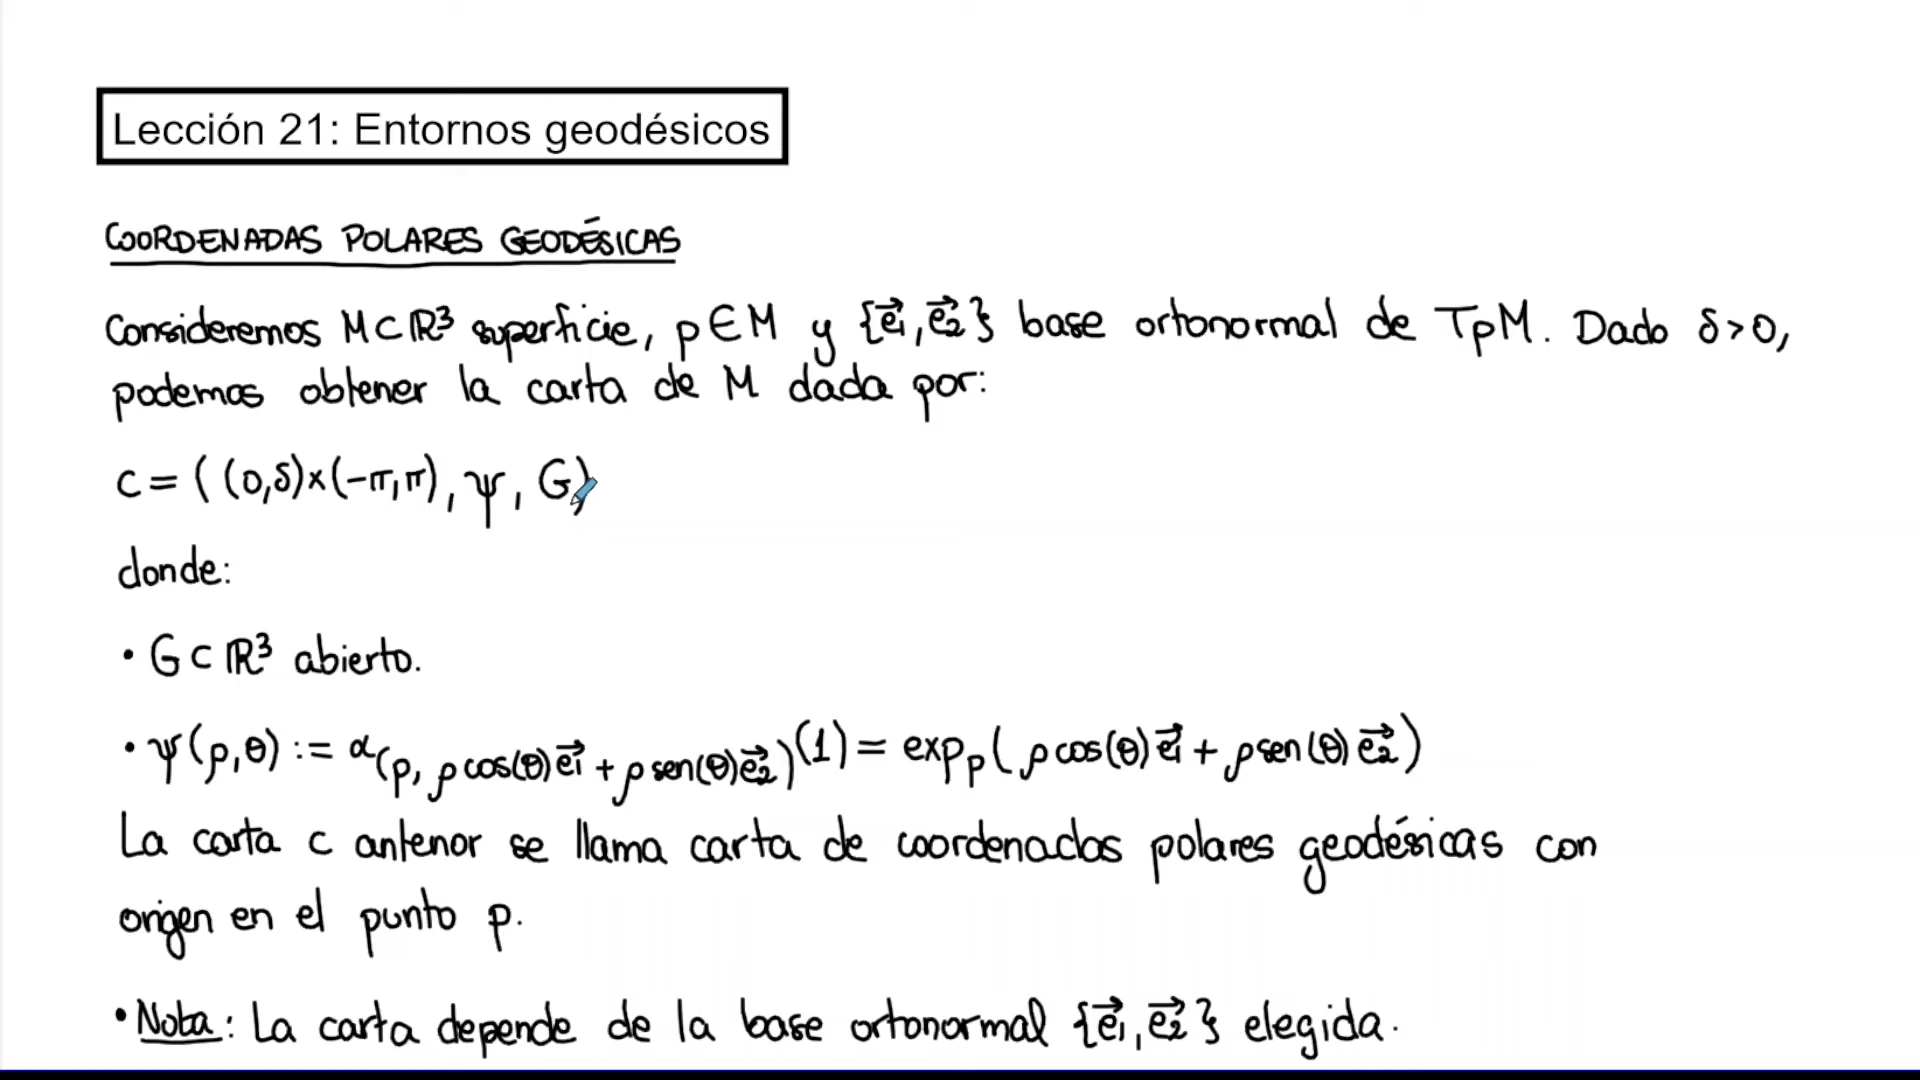 Lección 21: Entornos geodésicos
COORDENADAS POLARES GEODÉSICAS
Consideremos M⊂ℝ³ superficie, p∈M y {e⃗₁, e⃗₂} base ortonormal de TpM. Dado δ>0,
podemos obtener la carta de M dada por:
c = ( (0,δ)×(-π,π), ψ, G)
donde:
• G⊂ℝ³ abierto.
• ψ(ρ,θ) := α(p, ρcos(θ)e⃗₁ + ρsen(θ)e⃗₂)(1) = expₚ(ρcos(θ)e⃗₁ + ρsen(θ)e⃗₂)
La carta c anterior se llama carta de coordenadas polares geodésicas con
origen en el punto p.
• Nota: La carta depende de la base ortonormal {e⃗₁, e⃗₂} elegida.